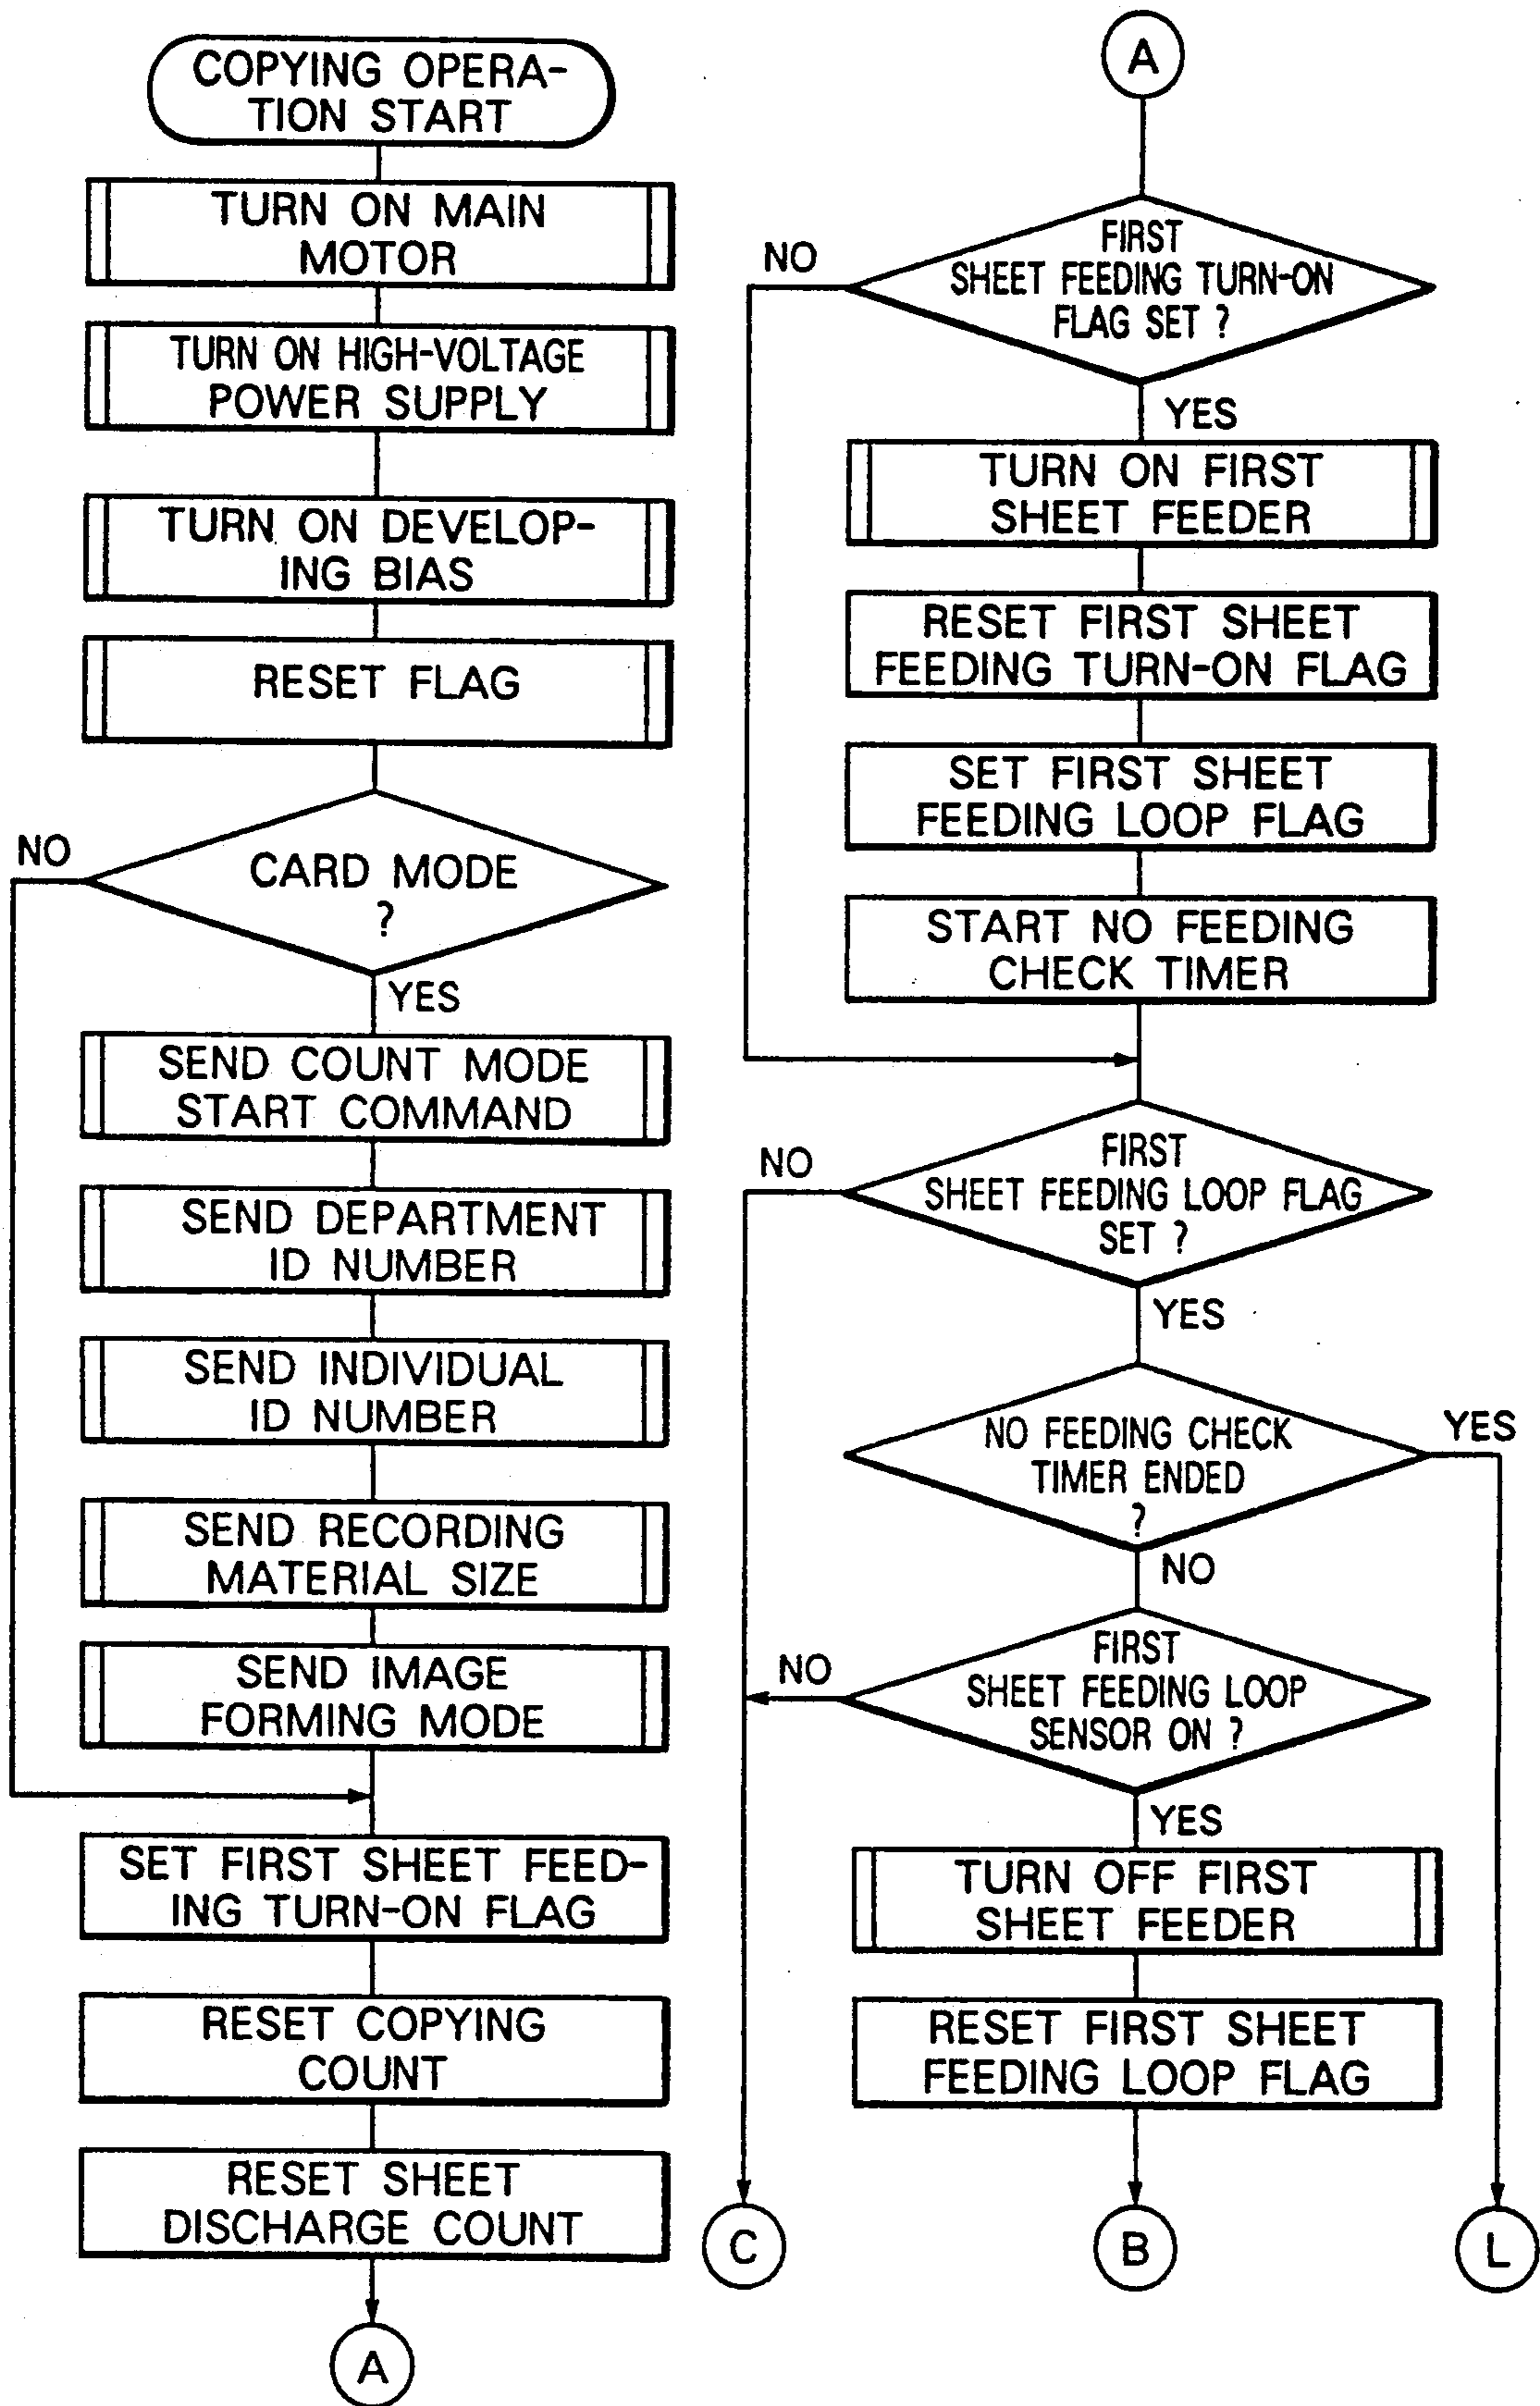 COPYING OPERA-
TION START
TURN ON MAIN
MOTOR
TURN ON HIGH-VOLTAGE
POWER SUPPLY
TURN ON DEVELOP-
ING BIAS
RESET FLAG
NO
CARD MODE
?
YES
SEND COUNT MODE
START COMMAND
SEND DEPARTMENT
ID NUMBER
SEND INDIVIDUAL
ID NUMBER
SEND RECORDING
MATERIAL SIZE
SEND IMAGE
FORMING MODE
SET FIRST SHEET FEED-
ING TURN-ON FLAG
RESET COPYING
COUNT
RESET SHEET
DISCHARGE COUNT
A
A
NO
FIRST
SHEET FEEDING TURN-ON
FLAG SET ?
YES
TURN ON FIRST
SHEET FEEDER
RESET FIRST SHEET
FEEDING TURN-ON FLAG
SET FIRST SHEET
FEEDING LOOP FLAG
START NO FEEDING
CHECK TIMER
NO
FIRST
SHEET FEEDING LOOP FLAG
SET ?
YES
NO FEEDING CHECK
TIMER ENDED
?
YES
NO
NO
FIRST
SHEET FEEDING LOOP
SENSOR ON ?
YES
TURN OFF FIRST
SHEET FEEDER
RESET FIRST SHEET
FEEDING LOOP FLAG
C
B
L